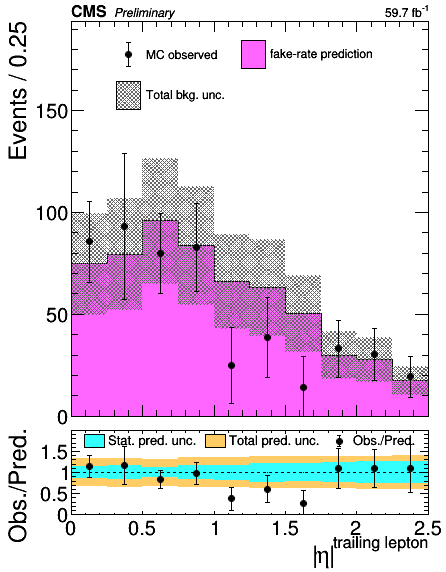 CMS Preliminary 59.7 fb⁻¹
Events / 0.25
MC observed
fake-rate prediction
Total bkg. unc.
150
100
50
0
Obs./Pred.
Stat. pred. unc.
Total pred. unc.
Obs./Pred.
1.5
1
0.5
0
0 0.5 1 1.5 2 2.5
|η|^trailing lepton